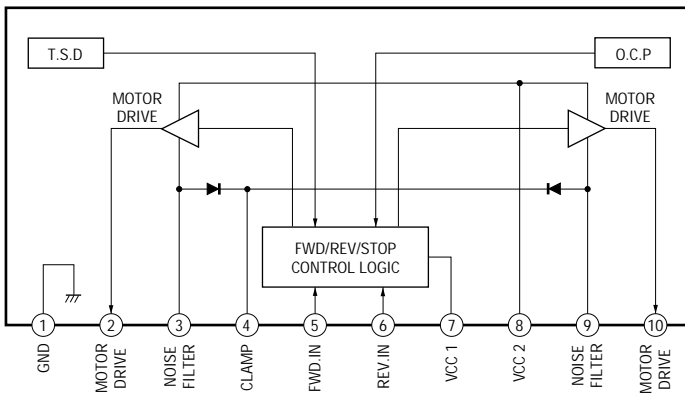 T.S.D
O.C.P
MOTOR
DRIVE
MOTOR
DRIVE
FWD/REV/STOP
CONTROL LOGIC
1
2
3
4
5
6
7
8
9
10
GND
MOTOR
DRIVE
NOISE
FILTER
CLAMP
FWD.IN
REV.IN
VCC 1
VCC 2
NOISE
FILTER
MOTOR
DRIVE